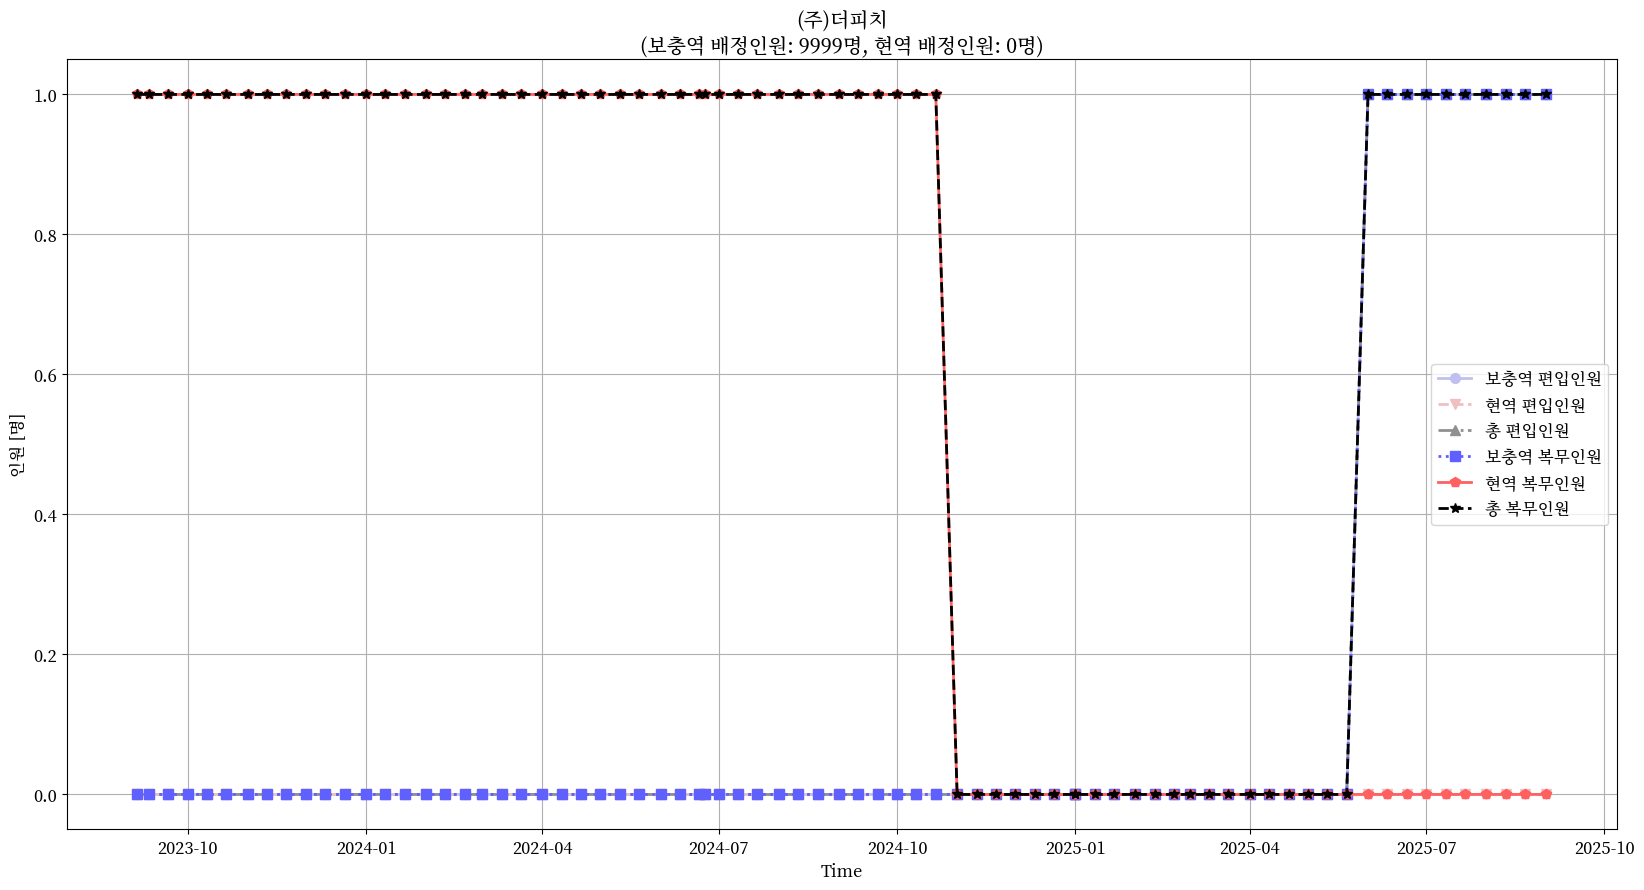 (주)더피치
(보충역 배정인원: 9999명, 현역 배정인원: 0명)
인원 [명]
1.0
0.8
0.6
0.4
0.2
0.0
보충역 편입인원
현역 편입인원
총 편입인원
보충역 복무인원
현역 복무인원
총 복무인원
2023-10
2024-01
2024-04
2024-07
2024-10
2025-01
2025-04
2025-07
2025-10
Time